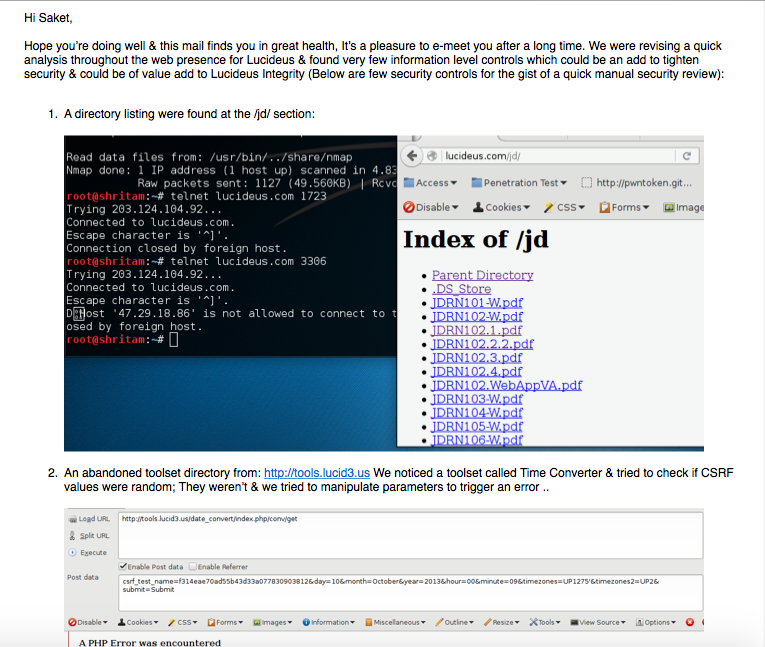 Hi Saket,
Hope you're doing well & this mail finds you in great health, It's a pleasure to e-meet you after a long time. We were revising a quick
analysis throughout the web presence for Lucideus & found very few information level controls which could be an add to tighten
security & could be of value add to Lucideus Integrity (Below are few security controls for the gist of a quick manual security review):
1. A directory listing were found at the /jd/ section:
Read data files from: /usr/bin/../share/nmap
Nmap done: 1 IP address (1 host up) scanned in 4.83
Raw packets sent: 1127 (49.560KB) | Rcvd
root@shritam:~# telnet lucideus.com 1723
Trying 203.124.104.92...
Connected to lucideus.com.
Escape character is '^]'.
Connection closed by foreign host.
root@shritam:~# telnet lucideus.com 3306
Trying 203.124.104.92...
Connected to lucideus.com.
Escape character is '^]'.
Host '47.29.18.86' is not allowed to connect to t
osed by foreign host.
root@shritam:~#
lucideus.com/jd/
Access Penetration Test http://pwntoken.git...
Disable Cookies CSS Forms Image
Index of /jd
Parent Directory
.DS_Store
JDRN101-W.pdf
JDRN102-W.pdf
JDRN102.1.pdf
JDRN102.2.2.pdf
JDRN102.3.pdf
JDRN102.4.pdf
JDRN102.WebAppVA.pdf
JDRN103-W.pdf
JDRN104-W.pdf
JDRN105-W.pdf
JDRN106-W.pdf
2. An abandoned toolset directory from: http://tools.lucid3.us We noticed a toolset called Time Converter & tried to check if CSRF
values were random; They weren't & we tried to manipulate parameters to trigger an error ..
Load URL http://tools.lucid3.us/date_convert/index.php/conv/get
Split URL
Execute
Enable Post data Enable Referrer
Post data csrf_test_name=f314eae70ad55b43d33a077830903812&day=10&month=October&year=2013&hour=00&minute=09&timezones=UP1275'&timezones2=UP2&
submit=Submit
Disable Cookies CSS Forms Images Information Miscellaneous Outline Resize Tools View Source Options
A PHP Error was encountered